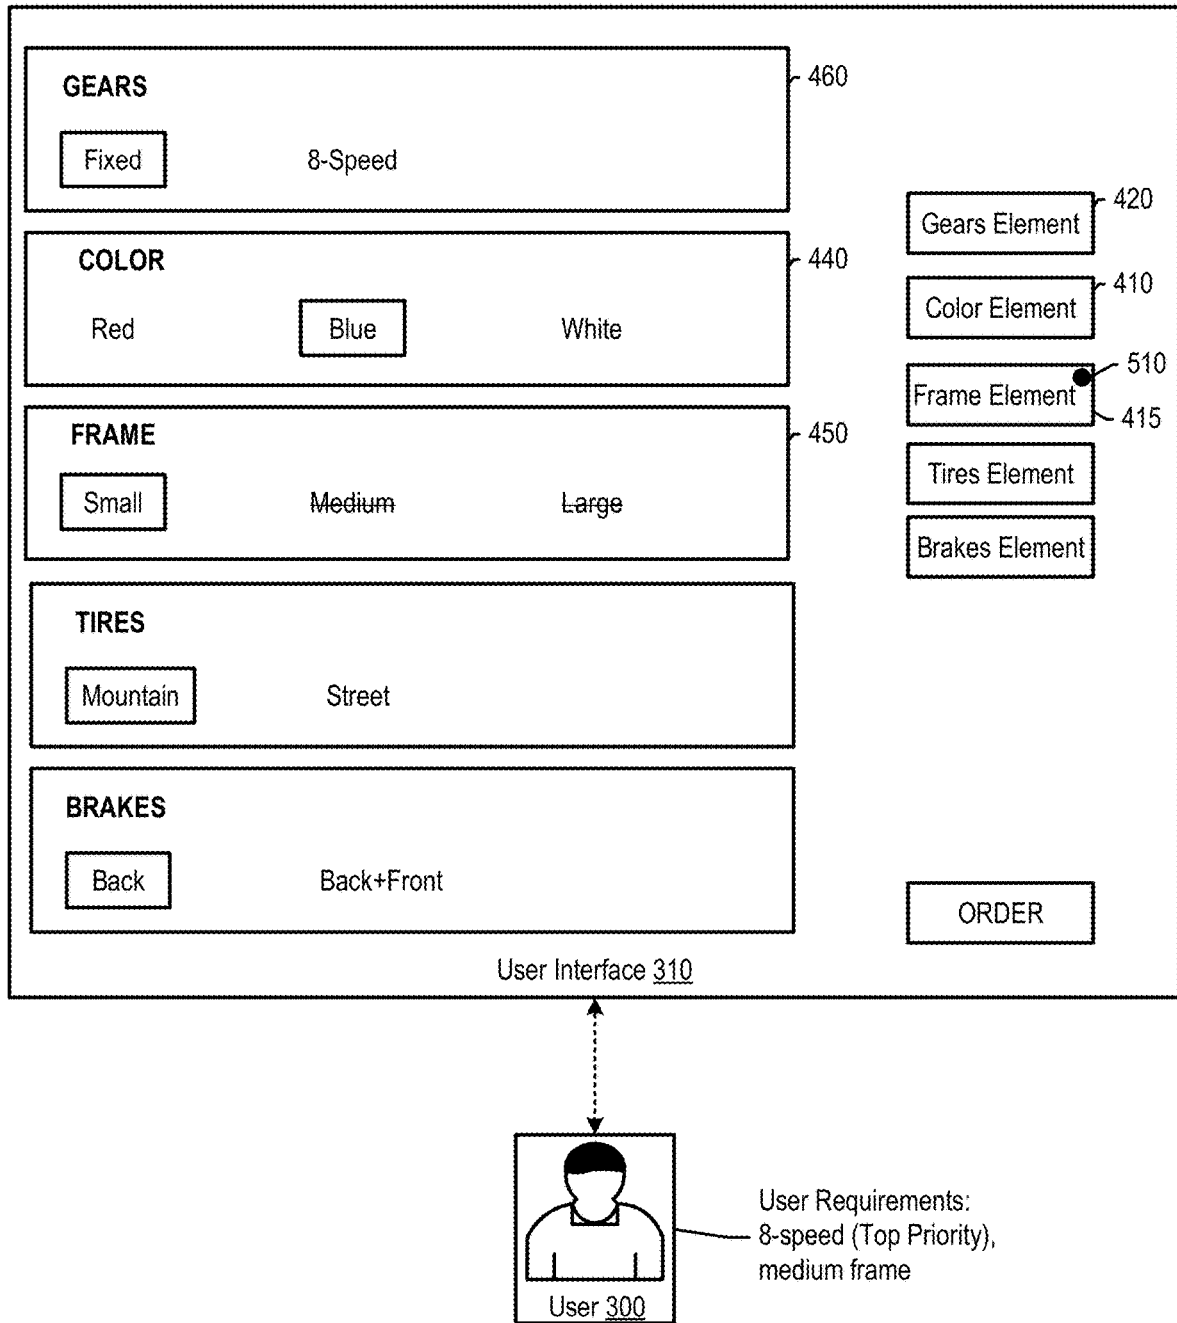 GEARS
Fixed 8-Speed
460
COLOR
Red Blue White
440
FRAME
Small Medium Large
450
TIRES
Mountain Street
BRAKES
Back Back+Front
Gears Element
420
Color Element
410
Frame Element
510
415
Tires Element
Brakes Element
ORDER
User Interface 310
User 300
User Requirements:
8-speed (Top Priority),
medium frame